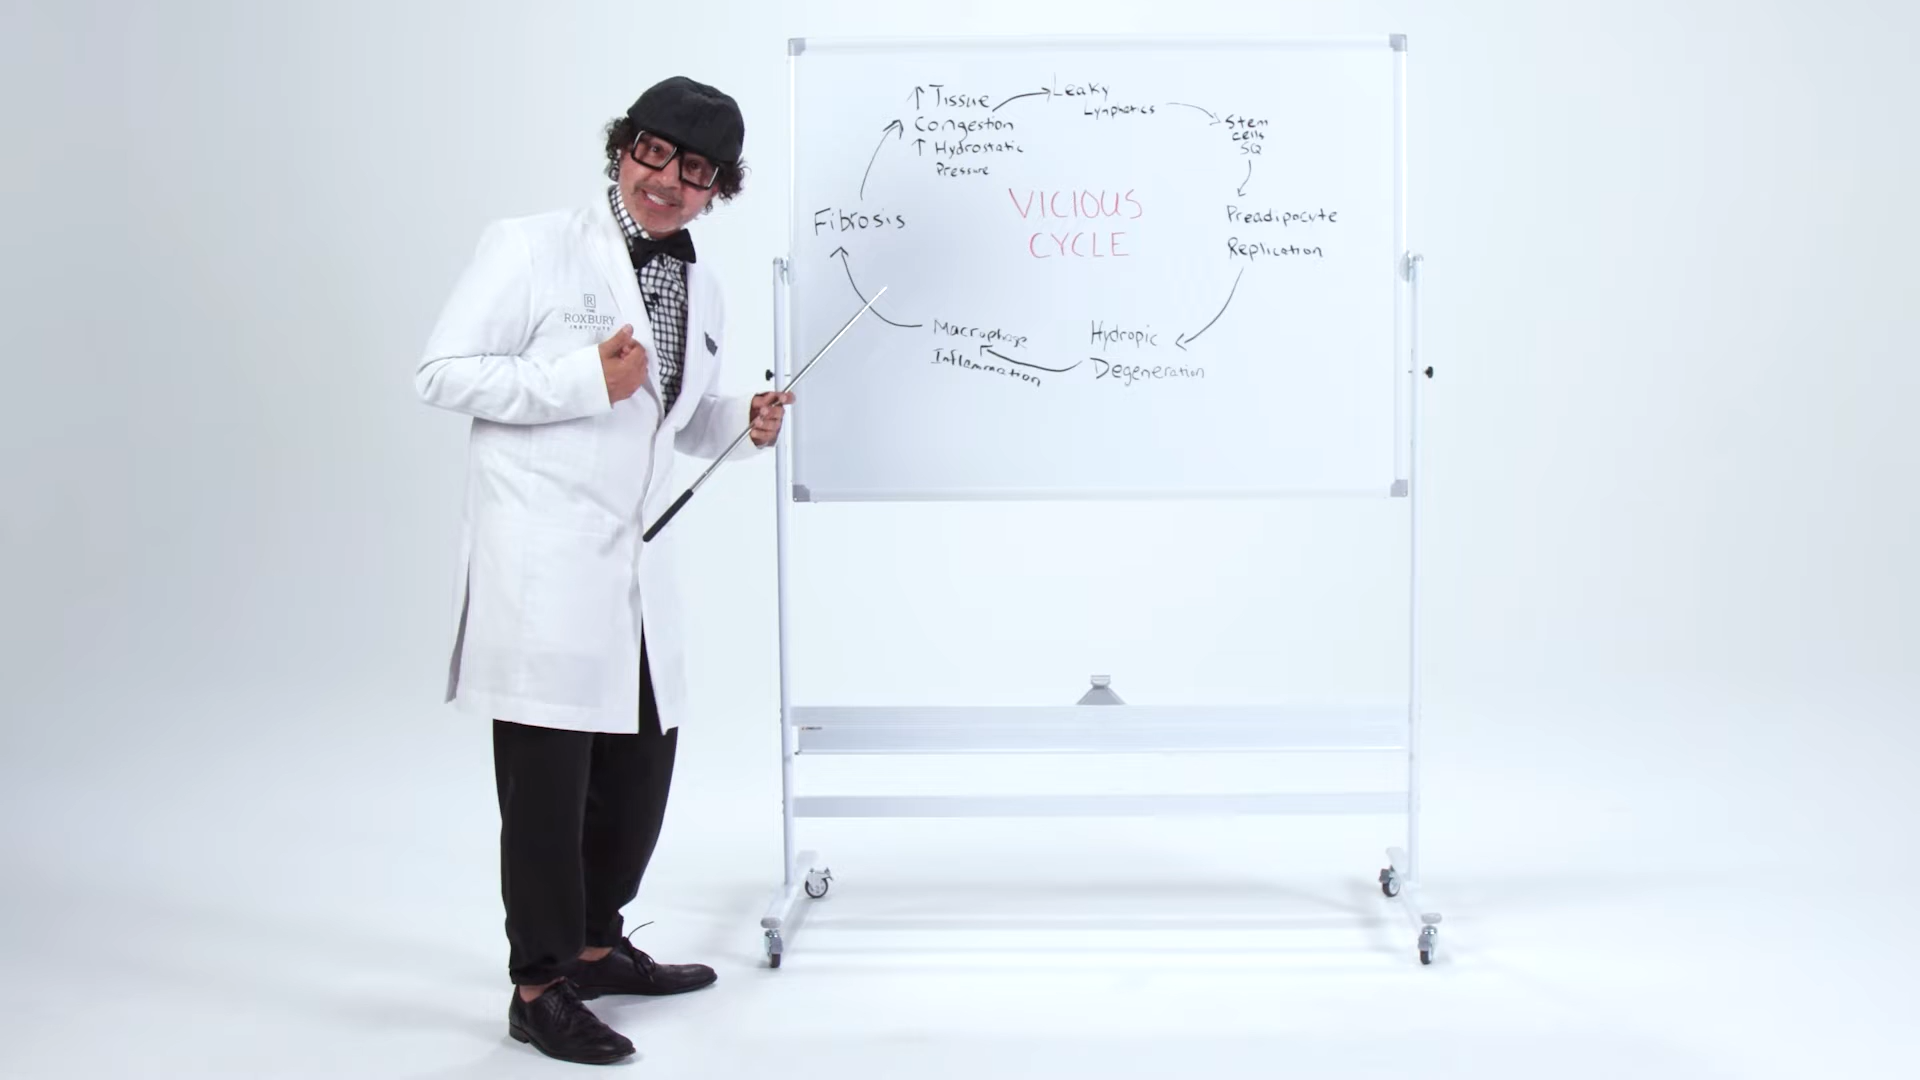 ↑ Tissue
Congestion
↑ Hydrostatic
Pressure
Leaky
Lymphatics
Stem
cells
SQ
Preadipocyte
Replication
Hydropic
Degeneration
Macrophage
Inflammation
Fibrosis
VICIOUS
CYCLE
R
THE
ROXBURY
INSTITUTE